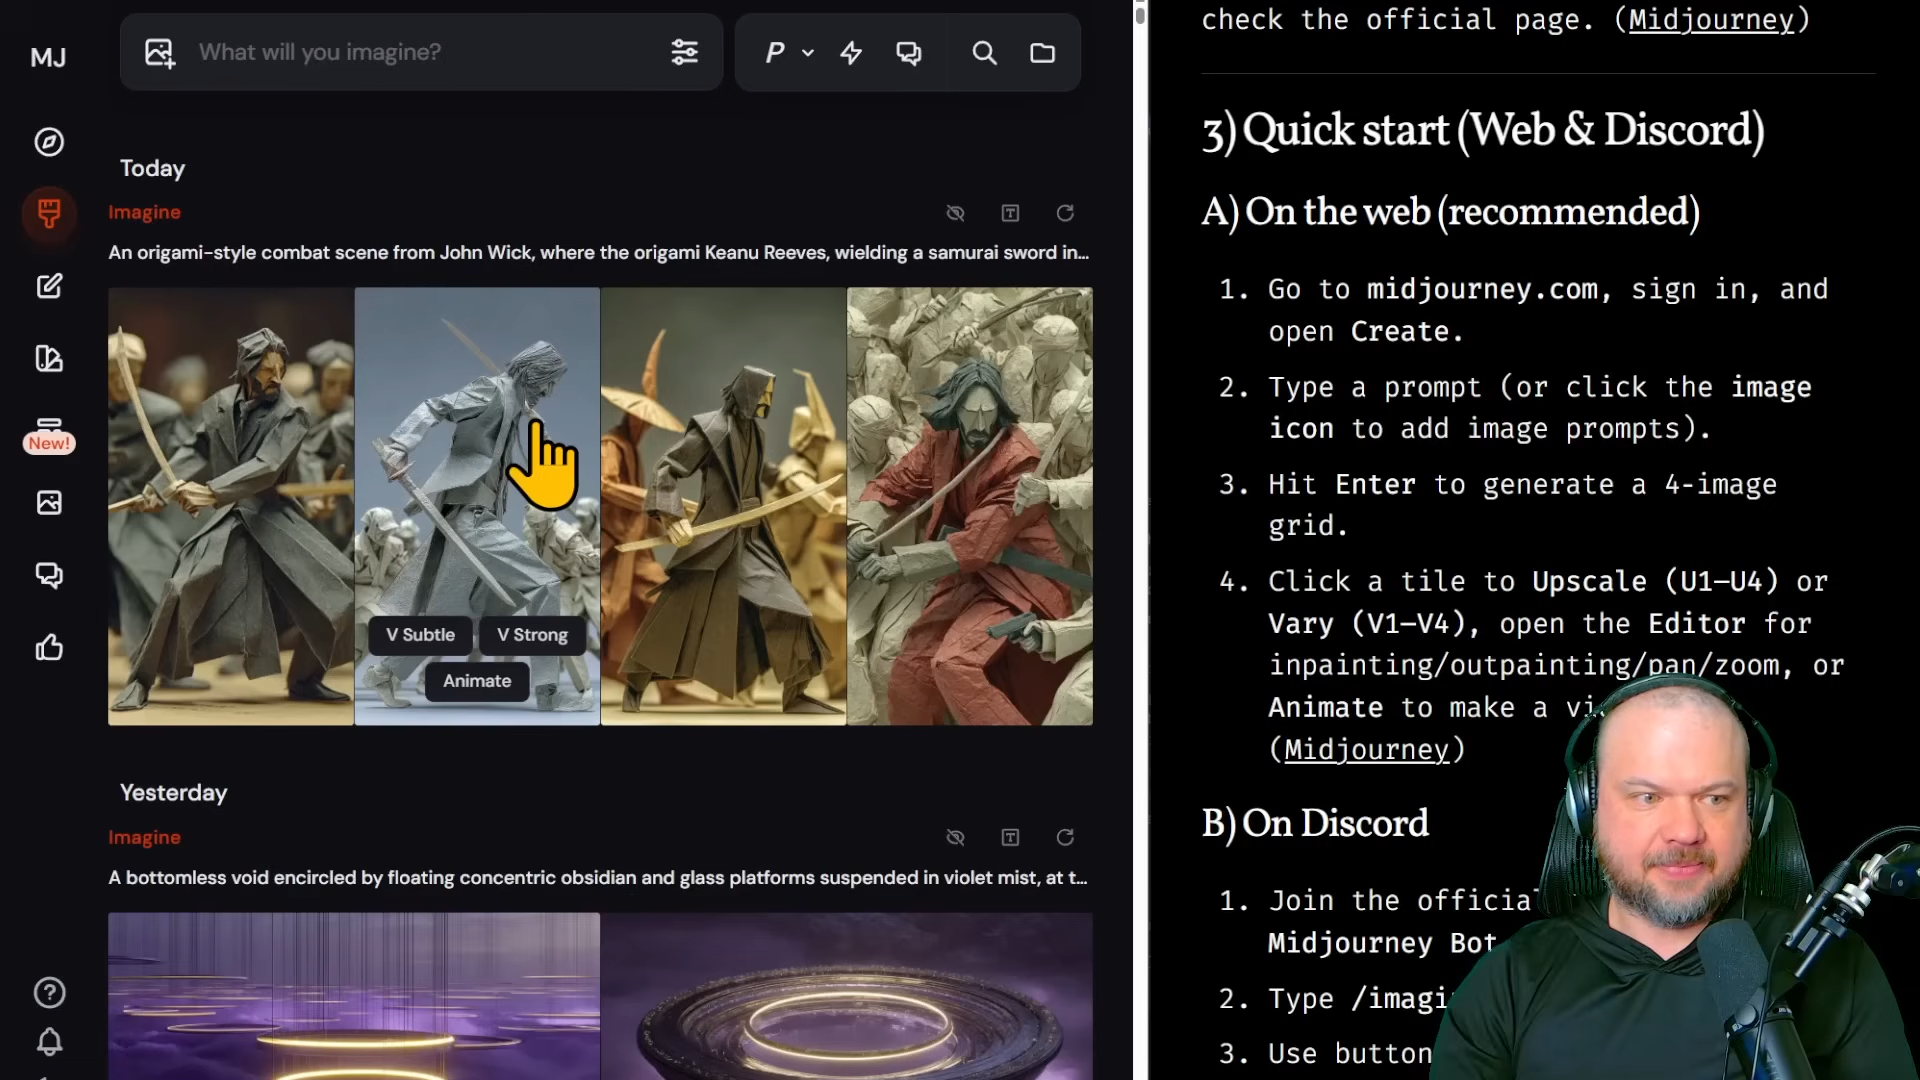 MJ
What will you imagine?
P
Today
Imagine
An origami-style combat scene from John Wick, where the origami Keanu Reeves, wielding a samurai sword in...
New!
V Subtle
V Strong
Animate
Yesterday
Imagine
A bottomless void encircled by floating concentric obsidian and glass platforms suspended in violet mist, at t...
check the official page. (Midjourney)
3) Quick start (Web & Discord)
A) On the web (recommended)
1. Go to midjourney.com, sign in, and
open Create.
2. Type a prompt (or click the image
icon to add image prompts).
3. Hit Enter to generate a 4-image
grid.
4. Click a tile to Upscale (U1–U4) or
Vary (V1–V4), open the Editor for
inpainting/outpainting/pan/zoom, or
Animate to make a
(Midjourney)
B) On Discord
1. Join the official
Midjourney Bot
2. Type /imagi
3. Use button